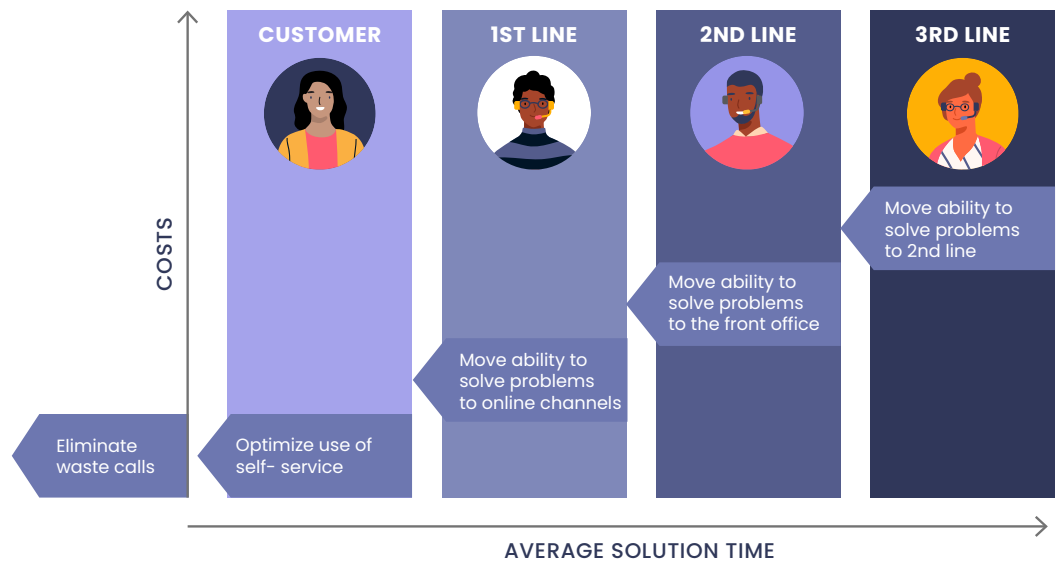 CUSTOMER
1ST LINE
2ND LINE
3RD LINE
COSTS
Move ability to
solve problems
to 2nd line
Move ability to
solve problems
to the front office
Move ability to
solve problems
to online channels
Optimize use of
self- service
Eliminate
waste calls
AVERAGE SOLUTION TIME